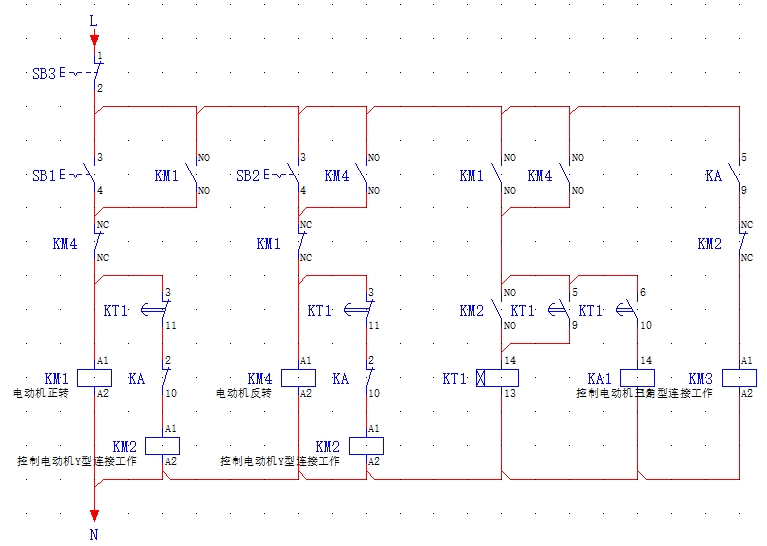 L
1
SB3
2
3 NO 3 NO NO NO 5
SB1 KM1 SB2 KM4 KM1 KM4 KA
4 NO 4 NO NO NO 9
NC NC NC
KM4 KM1 KM2
NC NC NC
3 3 NO 5 6
KT1 KT1 KM2 KT1 KT1
11 11 NO 9 10
A1 2 A1 2 14 14 A1
KM1 KA KM4 KA KT1 KA1 KM3
A2 10 A2 10 13 A2
电动机正转 电动机反转 控制电动机三角型连接工作
A1 A1
KM2 KM2
A2 A2
控制电动机Y型连接工作 控制电动机Y型连接工作
N